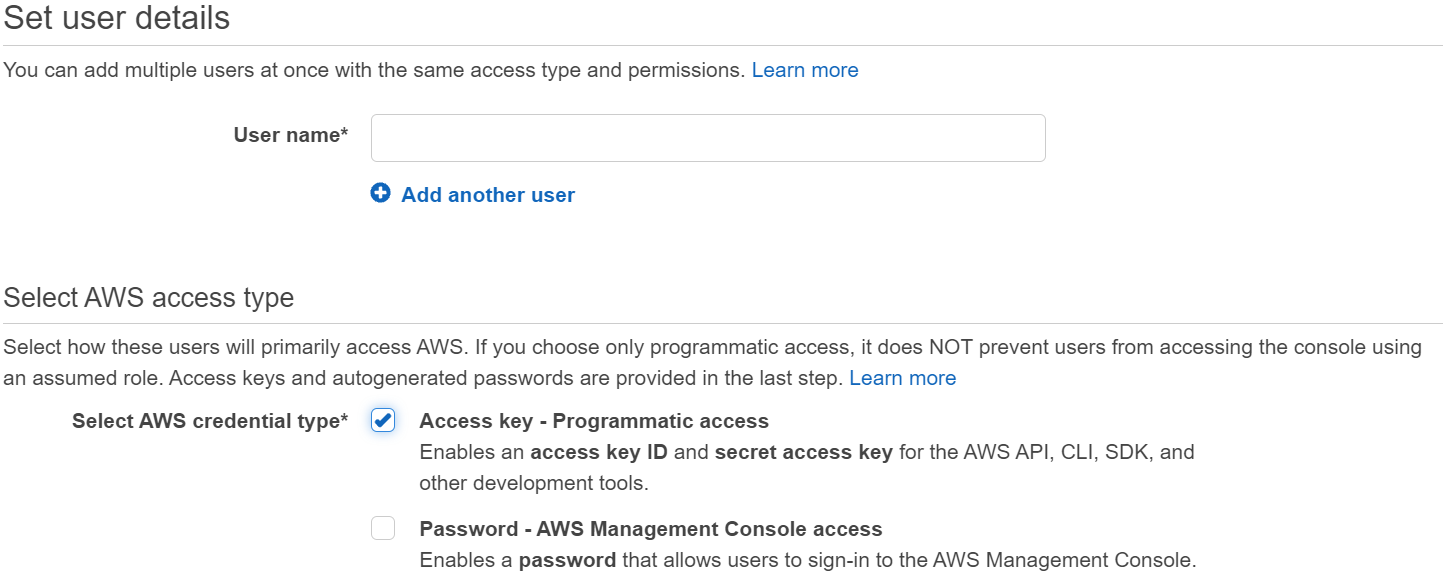 Set user details
You can add multiple users at once with the same access type and permissions. Learn more
User name*
Add another user
Select AWS access type
Select how these users will primarily access AWS. If you choose only programmatic access, it does NOT prevent users from accessing the console using
an assumed role. Access keys and autogenerated passwords are provided in the last step. Learn more
Select AWS credential type* Access key - Programmatic access
Enables an access key ID and secret access key for the AWS API, CLI, SDK, and
other development tools.
Password - AWS Management Console access
Enables a password that allows users to sign-in to the AWS Management Console.